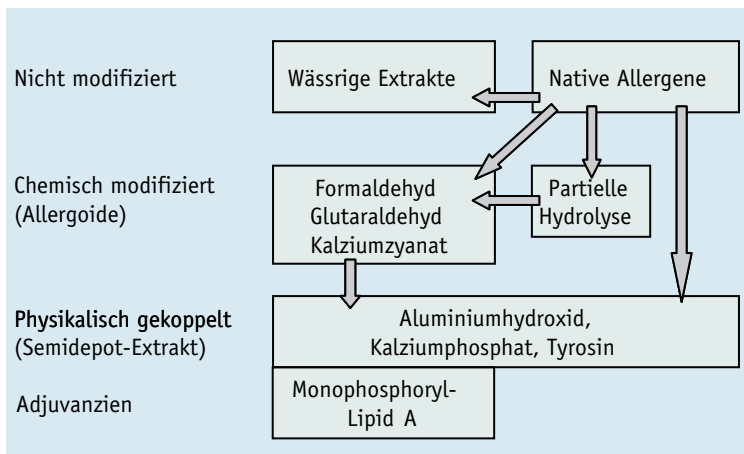 Nicht modifiziert
Wässrige Extrakte
Native Allergene
Chemisch modifiziert
(Allergoide)
Formaldehyd
Glutaraldehyd
Kalziumzyanat
Partielle
Hydrolyse
Physikalisch gekoppelt
(Semidepot-Extrakt)
Aluminiumhydroxid,
Kalziumphosphat, Tyrosin
Adjuvanzien
Monophosphoryl-
Lipid A